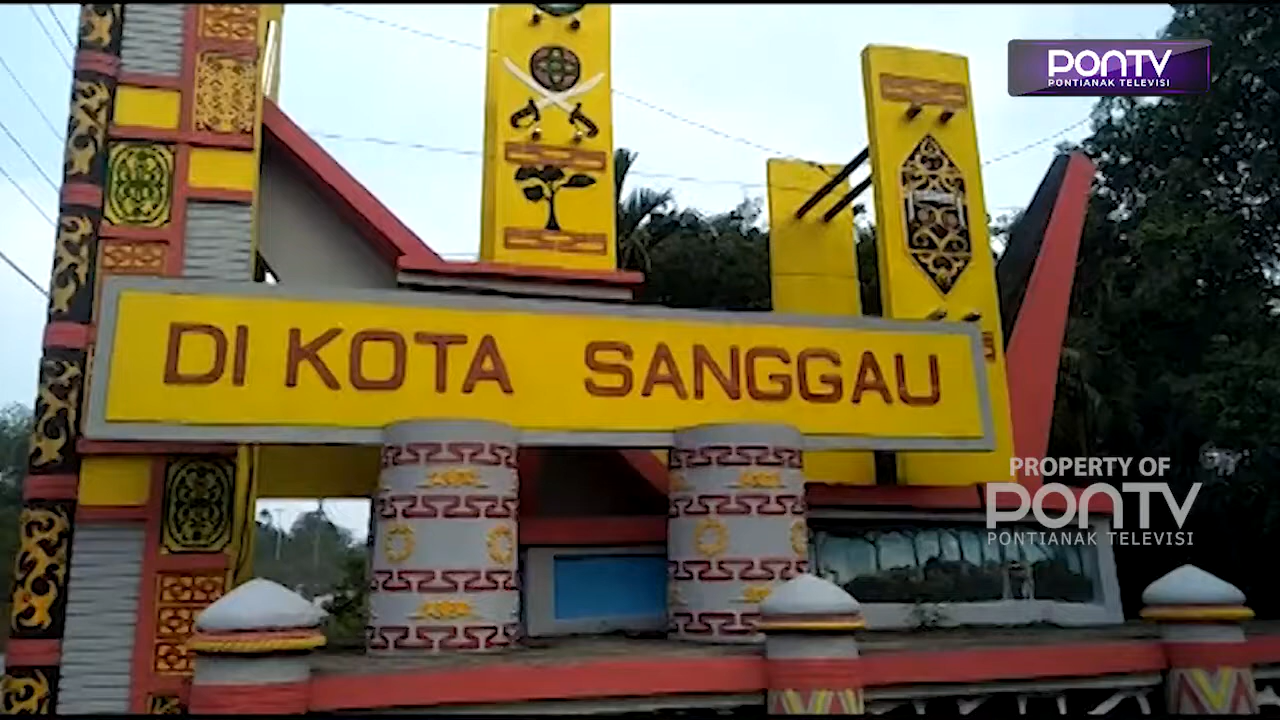 PONTV
PONTIANAK TELEVISI
DI KOTA SANGGAU
PROPERTY OF
PONTV
PONTIANAK TELEVISI